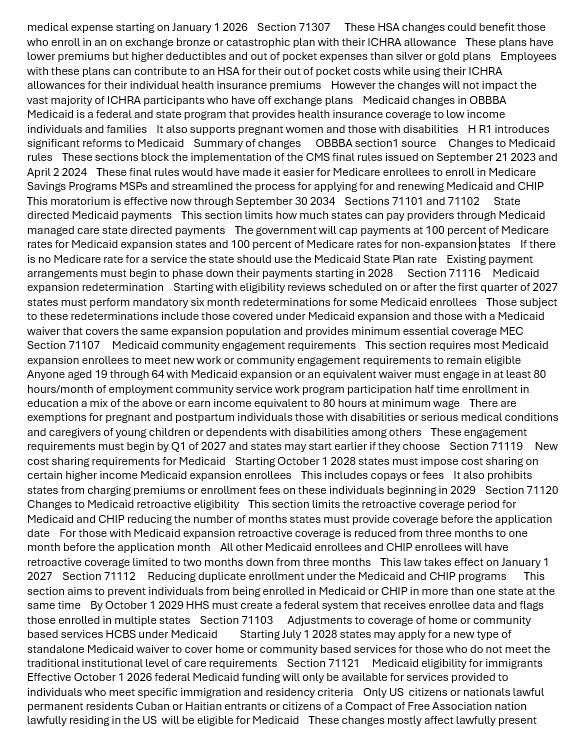 medical expense starting on January 1 2026 Section 71307 These HSA changes could benefit those
who enroll in an on exchange bronze or catastrophic plan with their ICHRA allowance These plans have
lower premiums but higher deductibles and out of pocket expenses than silver or gold plans Employees
with these plans can contribute to an HSA for their out of pocket costs while using their ICHRA
allowances for their individual health insurance premiums However the changes will not impact the
vast majority of ICHRA participants who have off exchange plans Medicaid changes in OBBBA
Medicaid is a federal and state program that provides health insurance coverage to low income
individuals and families It also supports pregnant women and those with disabilities H R1 introduces
significant reforms to Medicaid Summary of changes OBBBA section1 source Changes to Medicaid
rules These sections block the implementation of the CMS final rules issued on September 21 2023 and
April 2 2024 These final rules would have made it easier for Medicare enrollees to enroll in Medicare
Savings Programs MSPs and streamlined the process for applying for and renewing Medicaid and CHIP
This moratorium is effective now through September 30 2034 Sections 71101 and 71102 State
directed Medicaid payments This section limits how much states can pay providers through Medicaid
managed care state directed payments The government will cap payments at 100 percent of Medicare
rates for Medicaid expansion states and 100 percent of Medicare rates for non-expansion states If there
is no Medicare rate for a service the state should use the Medicaid State Plan rate Existing payment
arrangements must begin to phase down their payments starting in 2028 Section 71116 Medicaid
expansion redetermination Starting with eligibility reviews scheduled on or after the first quarter of 2027
states must perform mandatory six month redeterminations for some Medicaid enrollees Those subject
to these redeterminations include those covered under Medicaid expansion and those with a Medicaid
waiver that covers the same expansion population and provides minimum essential coverage MEC
Section 71107 Medicaid community engagement requirements This section requires most Medicaid
expansion enrollees to meet new work or community engagement requirements to remain eligible
Anyone aged 19 through 64 with Medicaid expansion or an equivalent waiver must engage in at least 80
hours/month of employment community service work program participation half time enrollment in
education a mix of the above or earn income equivalent to 80 hours at minimum wage There are
exemptions for pregnant and postpartum individuals those with disabilities or serious medical conditions
and caregivers of young children or dependents with disabilities among others These engagement
requirements must begin by Q1 of 2027 and states may start earlier if they choose Section 71119 New
cost sharing requirements for Medicaid Starting October 1 2028 states must impose cost sharing on
certain higher income Medicaid expansion enrollees This includes copays or fees It also prohibits
states from charging premiums or enrollment fees on these individuals beginning in 2029 Section 71120
Changes to Medicaid retroactive eligibility This section limits the retroactive coverage period for
Medicaid and CHIP reducing the number of months states must provide coverage before the application
date For those with Medicaid expansion retroactive coverage is reduced from three months to one
month before the application month All other Medicaid enrollees and CHIP enrollees will have
retroactive coverage limited to two months down from three months This law takes effect on January 1
2027 Section 71112 Reducing duplicate enrollment under the Medicaid and CHIP programs This
section aims to prevent individuals from being enrolled in Medicaid or CHIP in more than one state at the
same time By October 1 2029 HHS must create a federal system that receives enrollee data and flags
those enrolled in multiple states Section 71103 Adjustments to coverage of home or community
based services HCBS under Medicaid Starting July 1 2028 states may apply for a new type of
standalone Medicaid waiver to cover home or community based services for those who do not meet the
traditional institutional level of care requirements Section 71121 Medicaid eligibility for immigrants
Effective October 1 2026 federal Medicaid funding will only be available for services provided to
individuals who meet specific immigration and residency criteria Only US citizens or nationals lawful
permanent residents Cuban or Haitian entrants or citizens of a Compact of Free Association nation
lawfully residing in the US will be eligible for Medicaid These changes mostly affect lawfully present